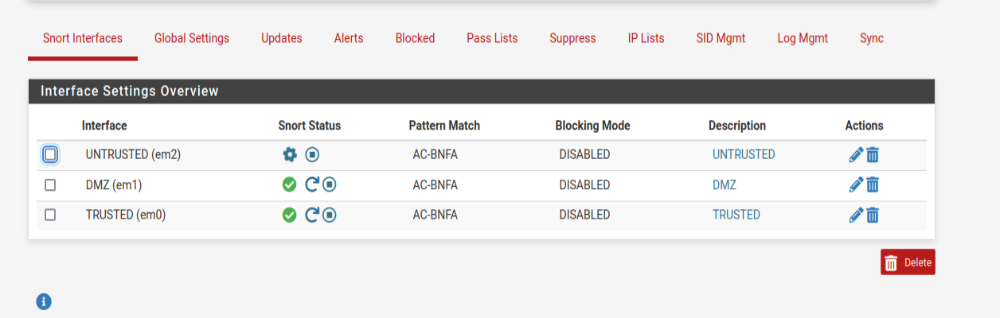 Snort Interfaces Global Settings Updates Alerts Blocked Pass Lists Suppress IP Lists SID Mgmt Log Mgmt Sync
Interface Settings Overview
Interface Snort Status Pattern Match Blocking Mode Description Actions
UNTRUSTED (em2) AC-BNFA DISABLED UNTRUSTED
DMZ (em1) AC-BNFA DISABLED DMZ
TRUSTED (em0) AC-BNFA DISABLED TRUSTED
Delete